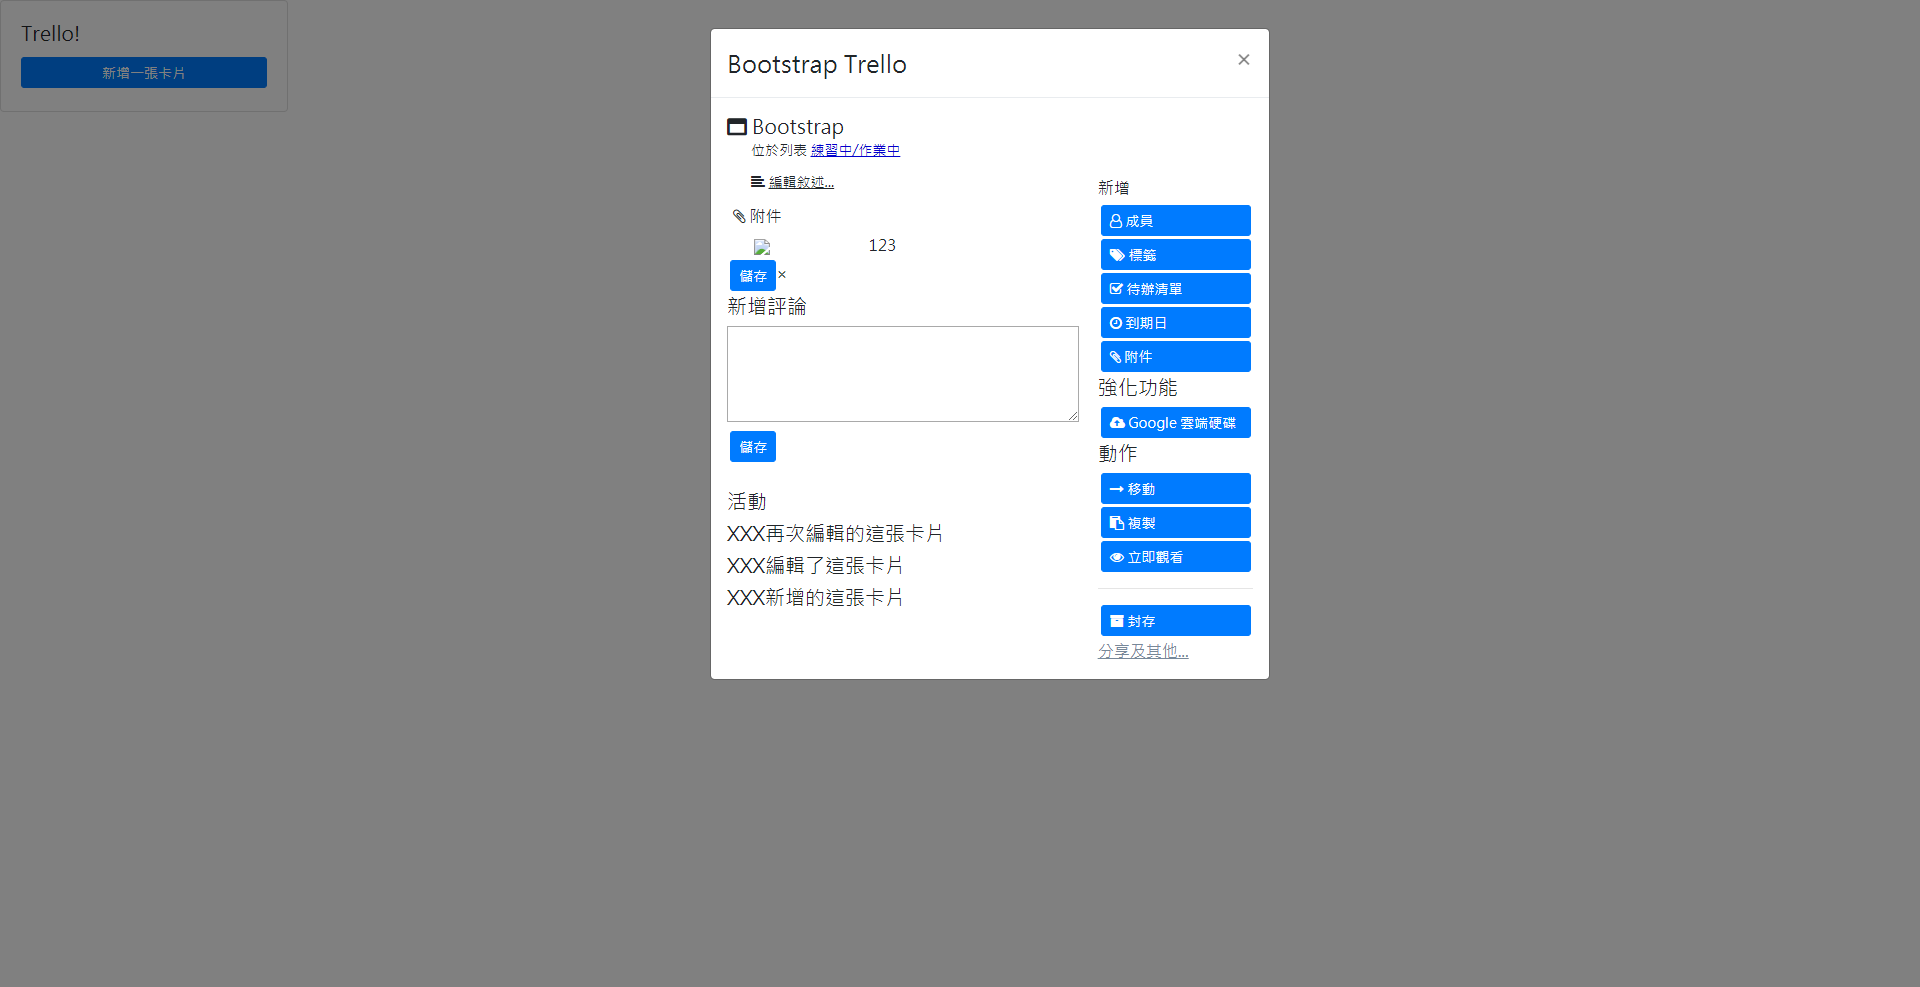 Trello!
新增一張卡片
Bootstrap Trello
×
Bootstrap
位於列表 練習中/作業中
編輯敘述...
附件
123
儲存 ×
新增評論
儲存
活動
XXX再次編輯的這張卡片
XXX編輯了這張卡片
XXX新增的這張卡片
新增
成員
標籤
待辦清單
到期日
附件
強化功能
Google 雲端硬碟
動作
移動
複製
立即觀看
封存
分享及其他...